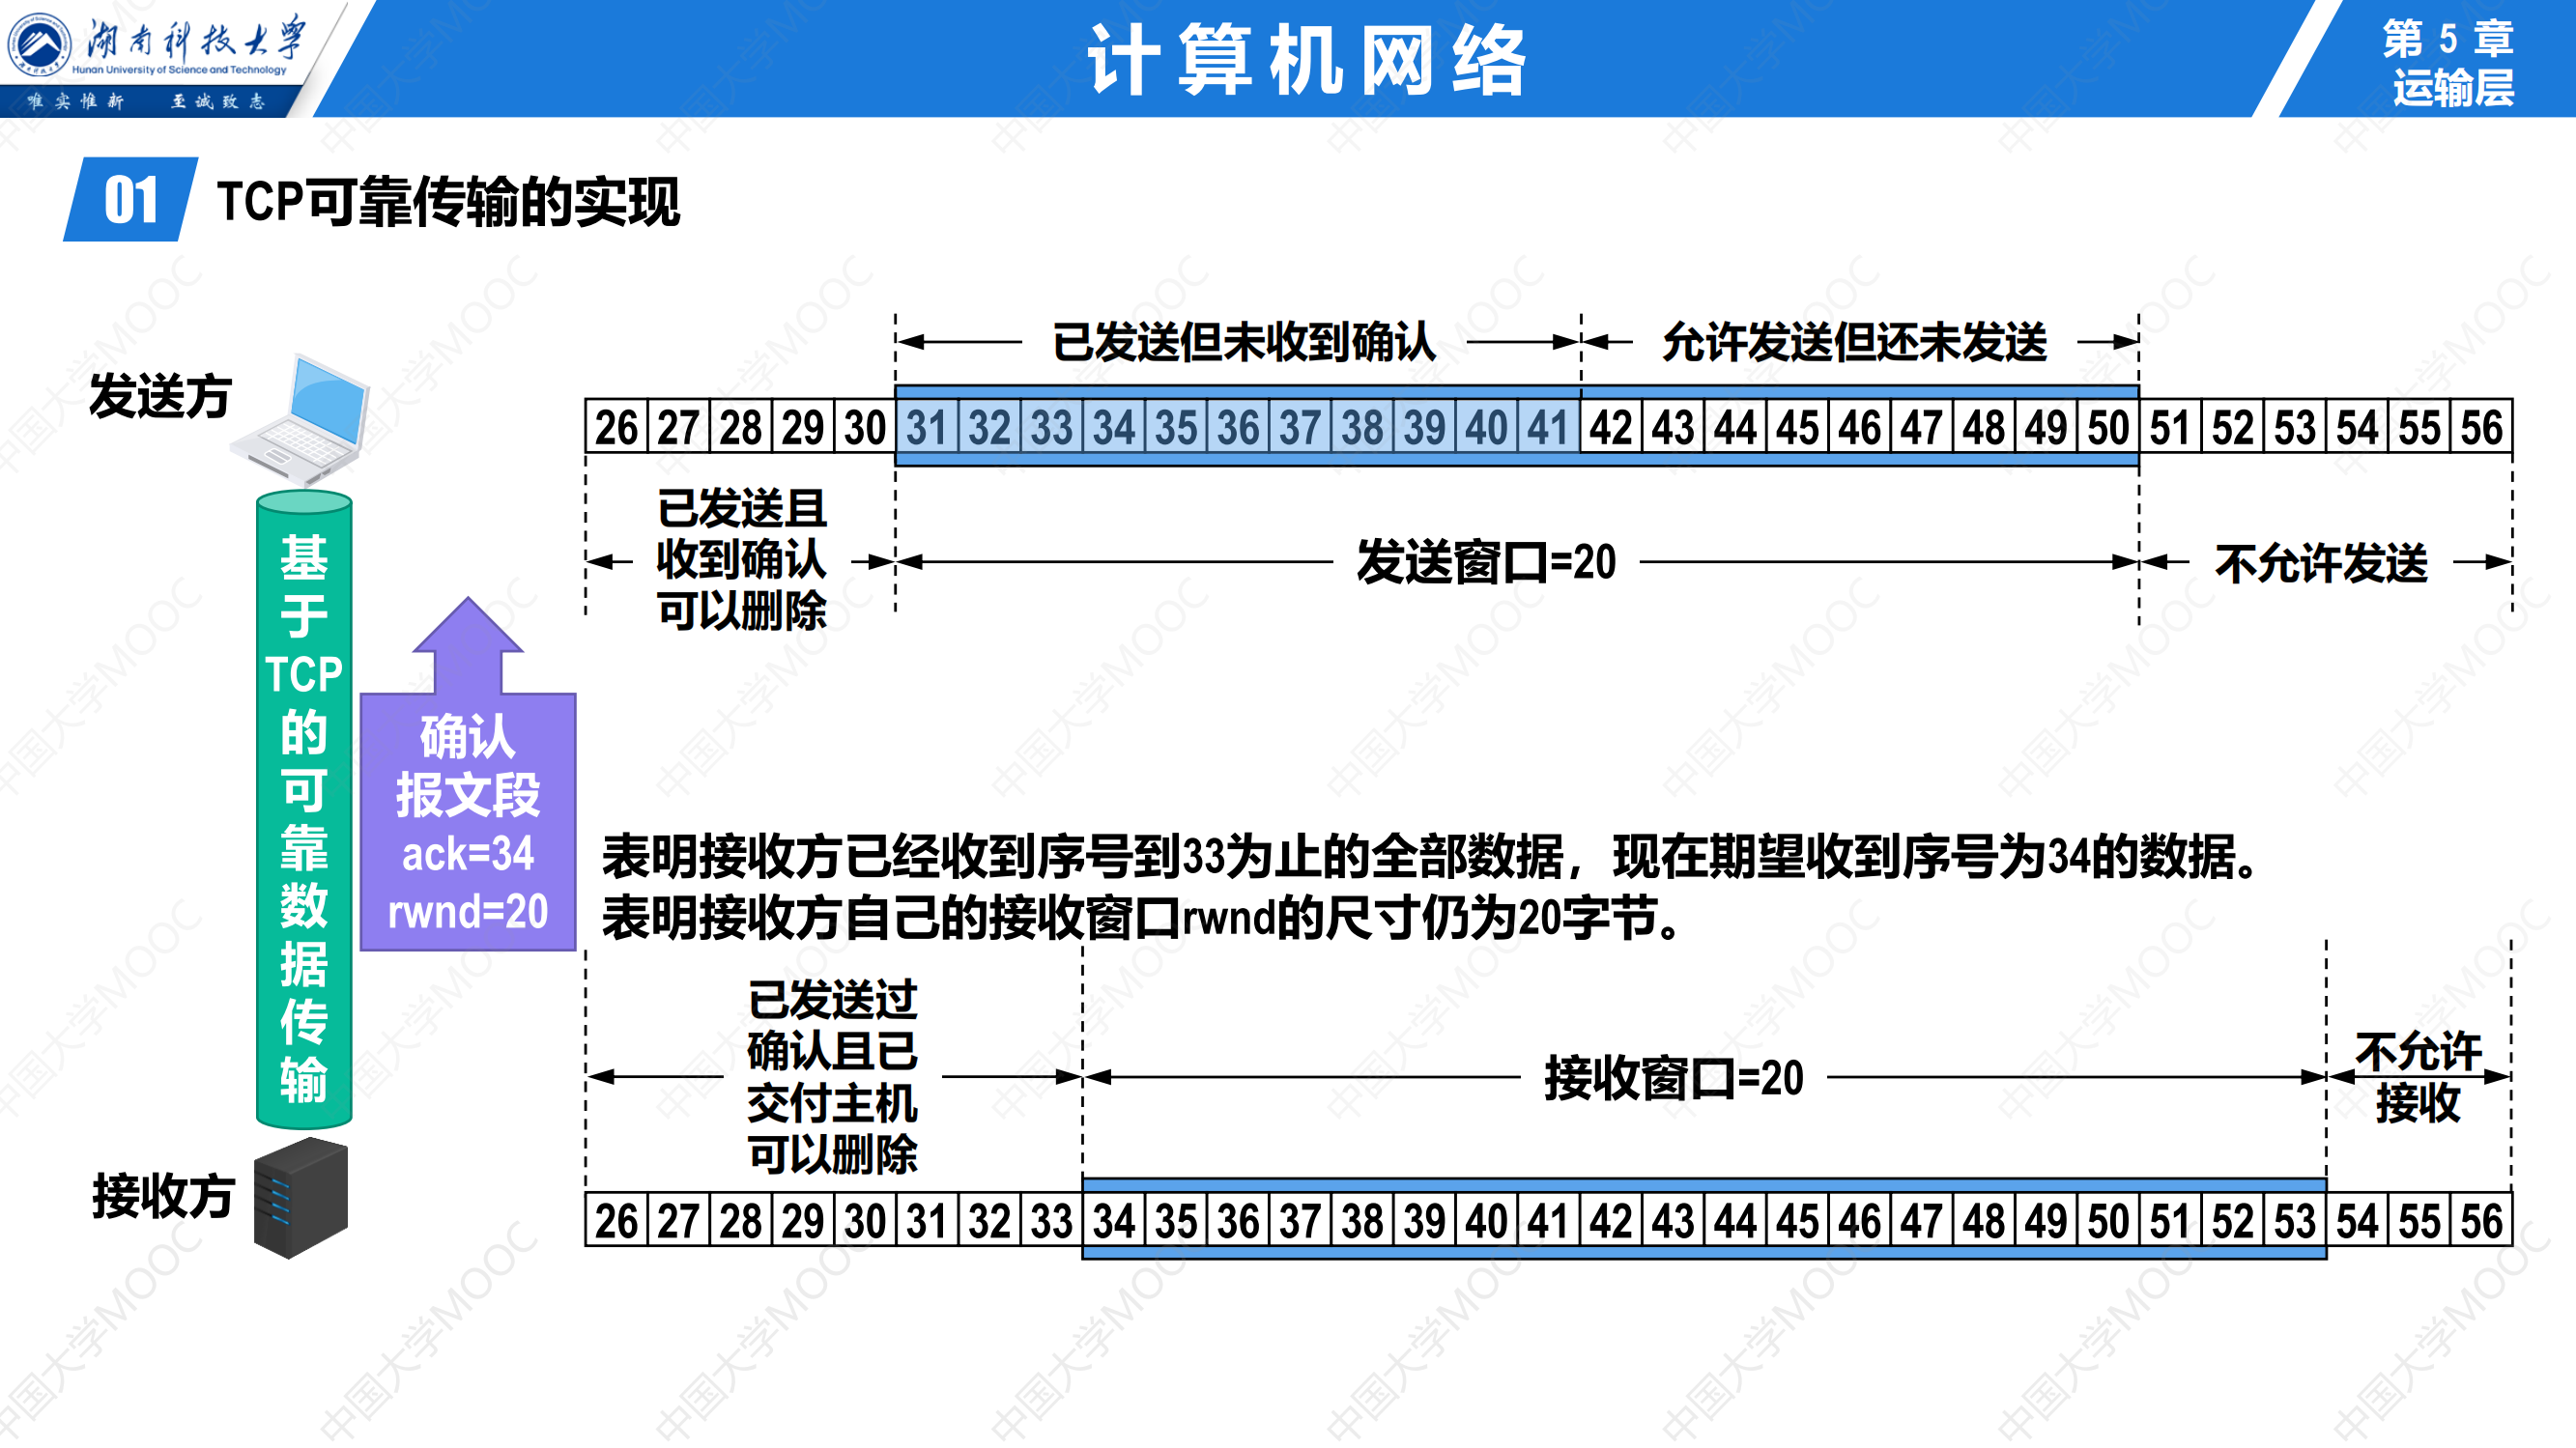 湖南科技大学
Hunan University of Science and Technology
唯实惟新 至诚致志
计算机网络
第 5 章
运输层
01 TCP可靠传输的实现
已发送但未收到确认 允许发送但还未发送
发送方
26 27 28 29 30 31 32 33 34 35 36 37 38 39 40 41 42 43 44 45 46 47 48 49 50 51 52 53 54 55 56
已发送且
收到确认
可以删除
发送窗口=20
不允许发送
基
于
TCP
的
可
靠
数
据
传
输
确认
报文段
ack=34
rwnd=20
表明接收方已经收到序号到33为止的全部数据，现在期望收到序号为34的数据。
表明接收方自己的接收窗口rwnd的尺寸仍为20字节。
已发送过
确认且已
交付主机
可以删除
接收窗口=20
不允许
接收
接收方
26 27 28 29 30 31 32 33 34 35 36 37 38 39 40 41 42 43 44 45 46 47 48 49 50 51 52 53 54 55 56
中国大学MOOC